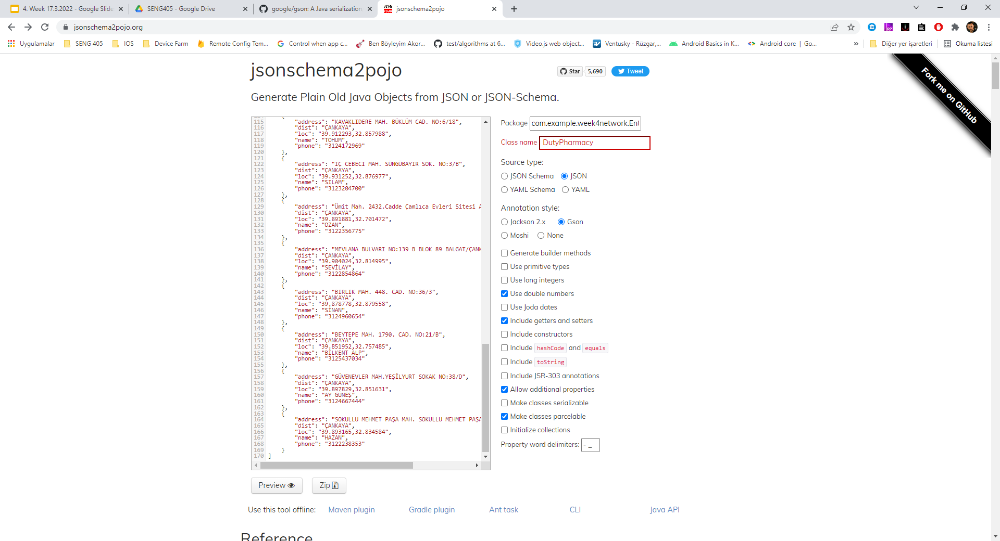 4. Week 17.3.2022 - Google Slide
SENG405 - Google Drive
google/gson: A Java serialization
jsonschema2pojo
jsonschema2pojo.org
Uygulamalar
SENG 405
IOS
Device Farm
Remote Config Tem...
Control when app c...
Ben Böyleyim Akor...
test/algorithms at 6...
Video.js web object...
Ventusky - Rüzgar,...
Android Basics in K...
Android core | Go...
»
Diğer yer işaretleri
Okuma listesi
jsonschema2pojo
Star 5,690
Tweet
Fork me on GitHub
Generate Plain Old Java Objects from JSON or JSON-Schema.
115 "address": "KAVAKLIDERE MAH. BÜKLÜM CAD. NO:6/18",
116 "dist": "ÇANKAYA",
117 "loc": "39.912293,32.857988",
118 "name": "TOHUM",
119 "phone": "3124172969"
120 },
121 {
122 "address": "IÇ CEBECI MAH. SÜNGÜBAYIR SOK. NO:3/B",
123 "dist": "ÇANKAYA",
124 "loc": "39.931252,32.876977",
125 "name": "SILAM",
126 "phone": "3123204700"
127 },
128 {
129 "address": "Ümit Mah. 2432.Cadde Çamlıca Evleri Sitesi A
130 "dist": "ÇANKAYA",
131 "loc": "39.891881,32.701472",
132 "name": "OZAN",
133 "phone": "3122356775"
134 },
135 {
136 "address": "MEVLANA BULVARI NO:139 B BLOK 89 BALGAT/ÇANK
137 "dist": "ÇANKAYA",
138 "loc": "39.904024,32.814995",
139 "name": "SEVİLAY",
140 "phone": "3122854864"
141 },
142 {
143 "address": "BIRLIK MAH. 448. CAD. NO:36/3",
144 "dist": "ÇANKAYA",
145 "loc": "39.878778,32.879558",
146 "name": "SİNAN",
147 "phone": "3124960654"
148 },
149 {
150 "address": "BEYTEPE MAH. 1790. CAD. NO:21/B",
151 "dist": "ÇANKAYA",
152 "loc": "39.851952,32.757485",
153 "name": "BİLKENT ALP",
154 "phone": "3125437034"
155 },
156 {
157 "address": "GÜVENEVLER MAH.YEŞİLYURT SOKAK NO:38/D",
158 "dist": "ÇANKAYA",
159 "loc": "39.897829,32.851631",
160 "name": "AY GÜNEŞ",
161 "phone": "3124667444"
162 },
163 {
164 "address": "SOKULLU MEHMET PAŞA MAH. SOKULLU MEHMET PAŞA
165 "dist": "ÇANKAYA",
166 "loc": "39.893165,32.834584",
167 "name": "HAZAN",
168 "phone": "3122238353"
169 }
170 ]
Package com.example.week4network.Ent
Class name DutyPharmacy
Source type:
JSON Schema JSON
YAML Schema YAML
Annotation style:
Jackson 2.x Gson
Moshi None
Generate builder methods
Use primitive types
Use long integers
Use double numbers
Use Joda dates
Include getters and setters
Include constructors
Include hashCode and equals
Include toString
Include JSR-303 annotations
Allow additional properties
Make classes serializable
Make classes parcelable
Initialize collections
Property word delimiters: - _
Preview Zip
Use this tool offline: Maven plugin Gradle plugin Ant task CLI Java API
Reference